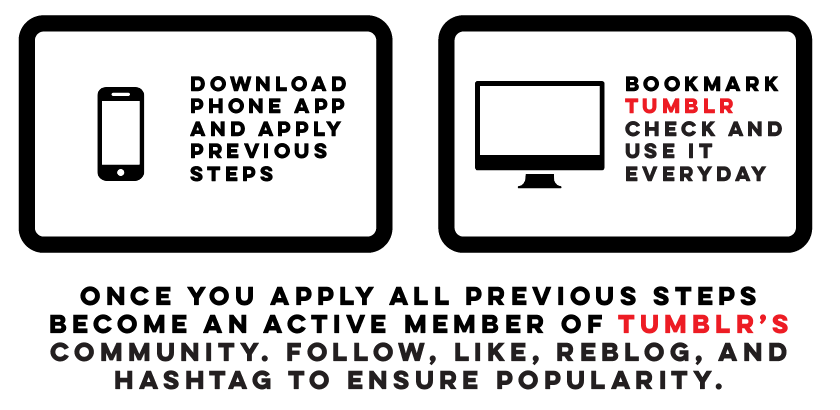 DOWNLOAD
PHONE APP
AND APPLY
PREVIOUS
STEPS
BOOKMARK
TUMBLR
CHECK AND
USE IT
EVERYDAY
ONCE YOU APPLY ALL PREVIOUS STEPS
BECOME AN ACTIVE MEMBER OF TUMBLR'S
COMMUNITY. FOLLOW, LIKE, REBLOG, AND
HASHTAG TO ENSURE POPULARITY.